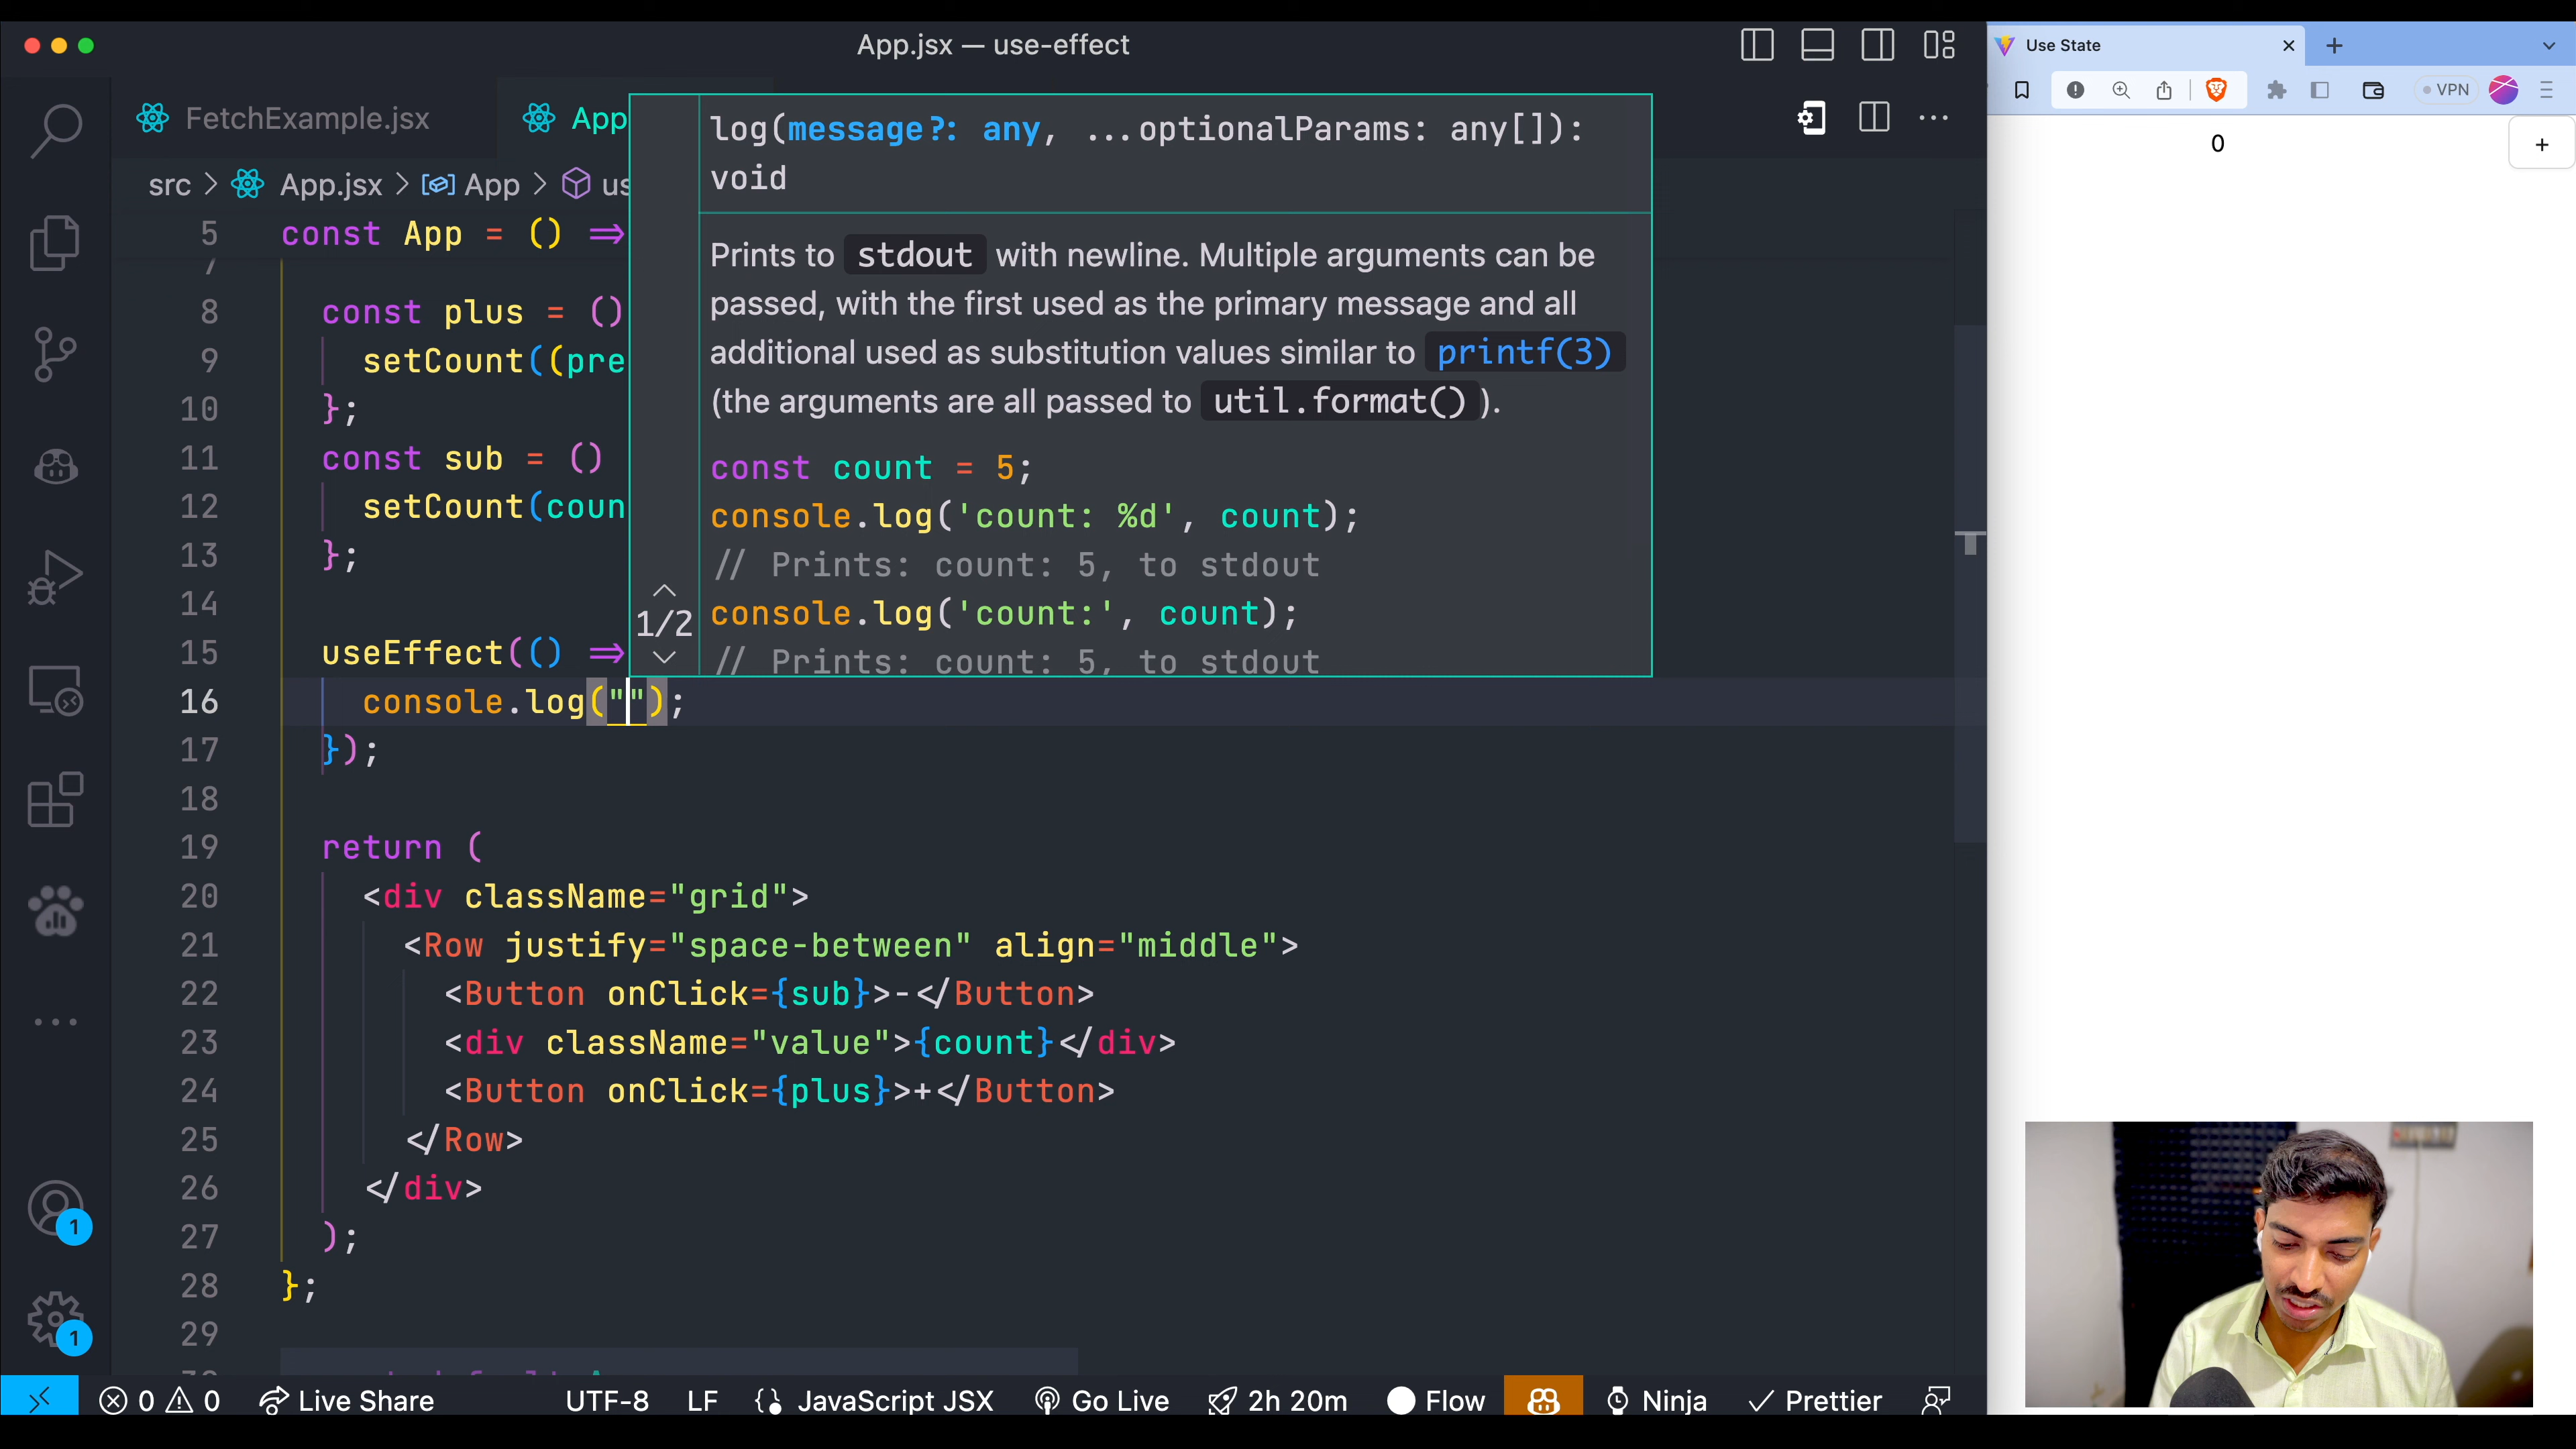 App.jsx — use-effect
Use State
FetchExample.jsx
App
VPN
src > App.jsx > App > us
0
+
log(message?: any, ...optionalParams: any[]):
void
Prints to stdout with newline. Multiple arguments can be
passed, with the first used as the primary message and all
additional used as substitution values similar to printf(3)
(the arguments are all passed to util.format()).
const count = 5;
console.log('count: %d', count);
// Prints: count: 5, to stdout
console.log('count:', count);
// Prints: count: 5, to stdout
1/2
5 const App = () =>
7
8 const plus = ()
9 setCount((pre
10 };
11 const sub = ()
12 setCount(coun
13 };
14
15 useEffect(() =>
16 console.log("");
17 });
18
19 return (
20 <div className="grid">
21 <Row justify="space-between" align="middle">
22 <Button onClick={sub}>-</Button>
23 <div className="value">{count}</div>
24 <Button onClick={plus}>+</Button>
25 </Row>
26 </div>
27 );
28 };
29
1
1
0 0 Live Share UTF-8 LF JavaScript JSX Go Live 2h 20m Flow Ninja Prettier